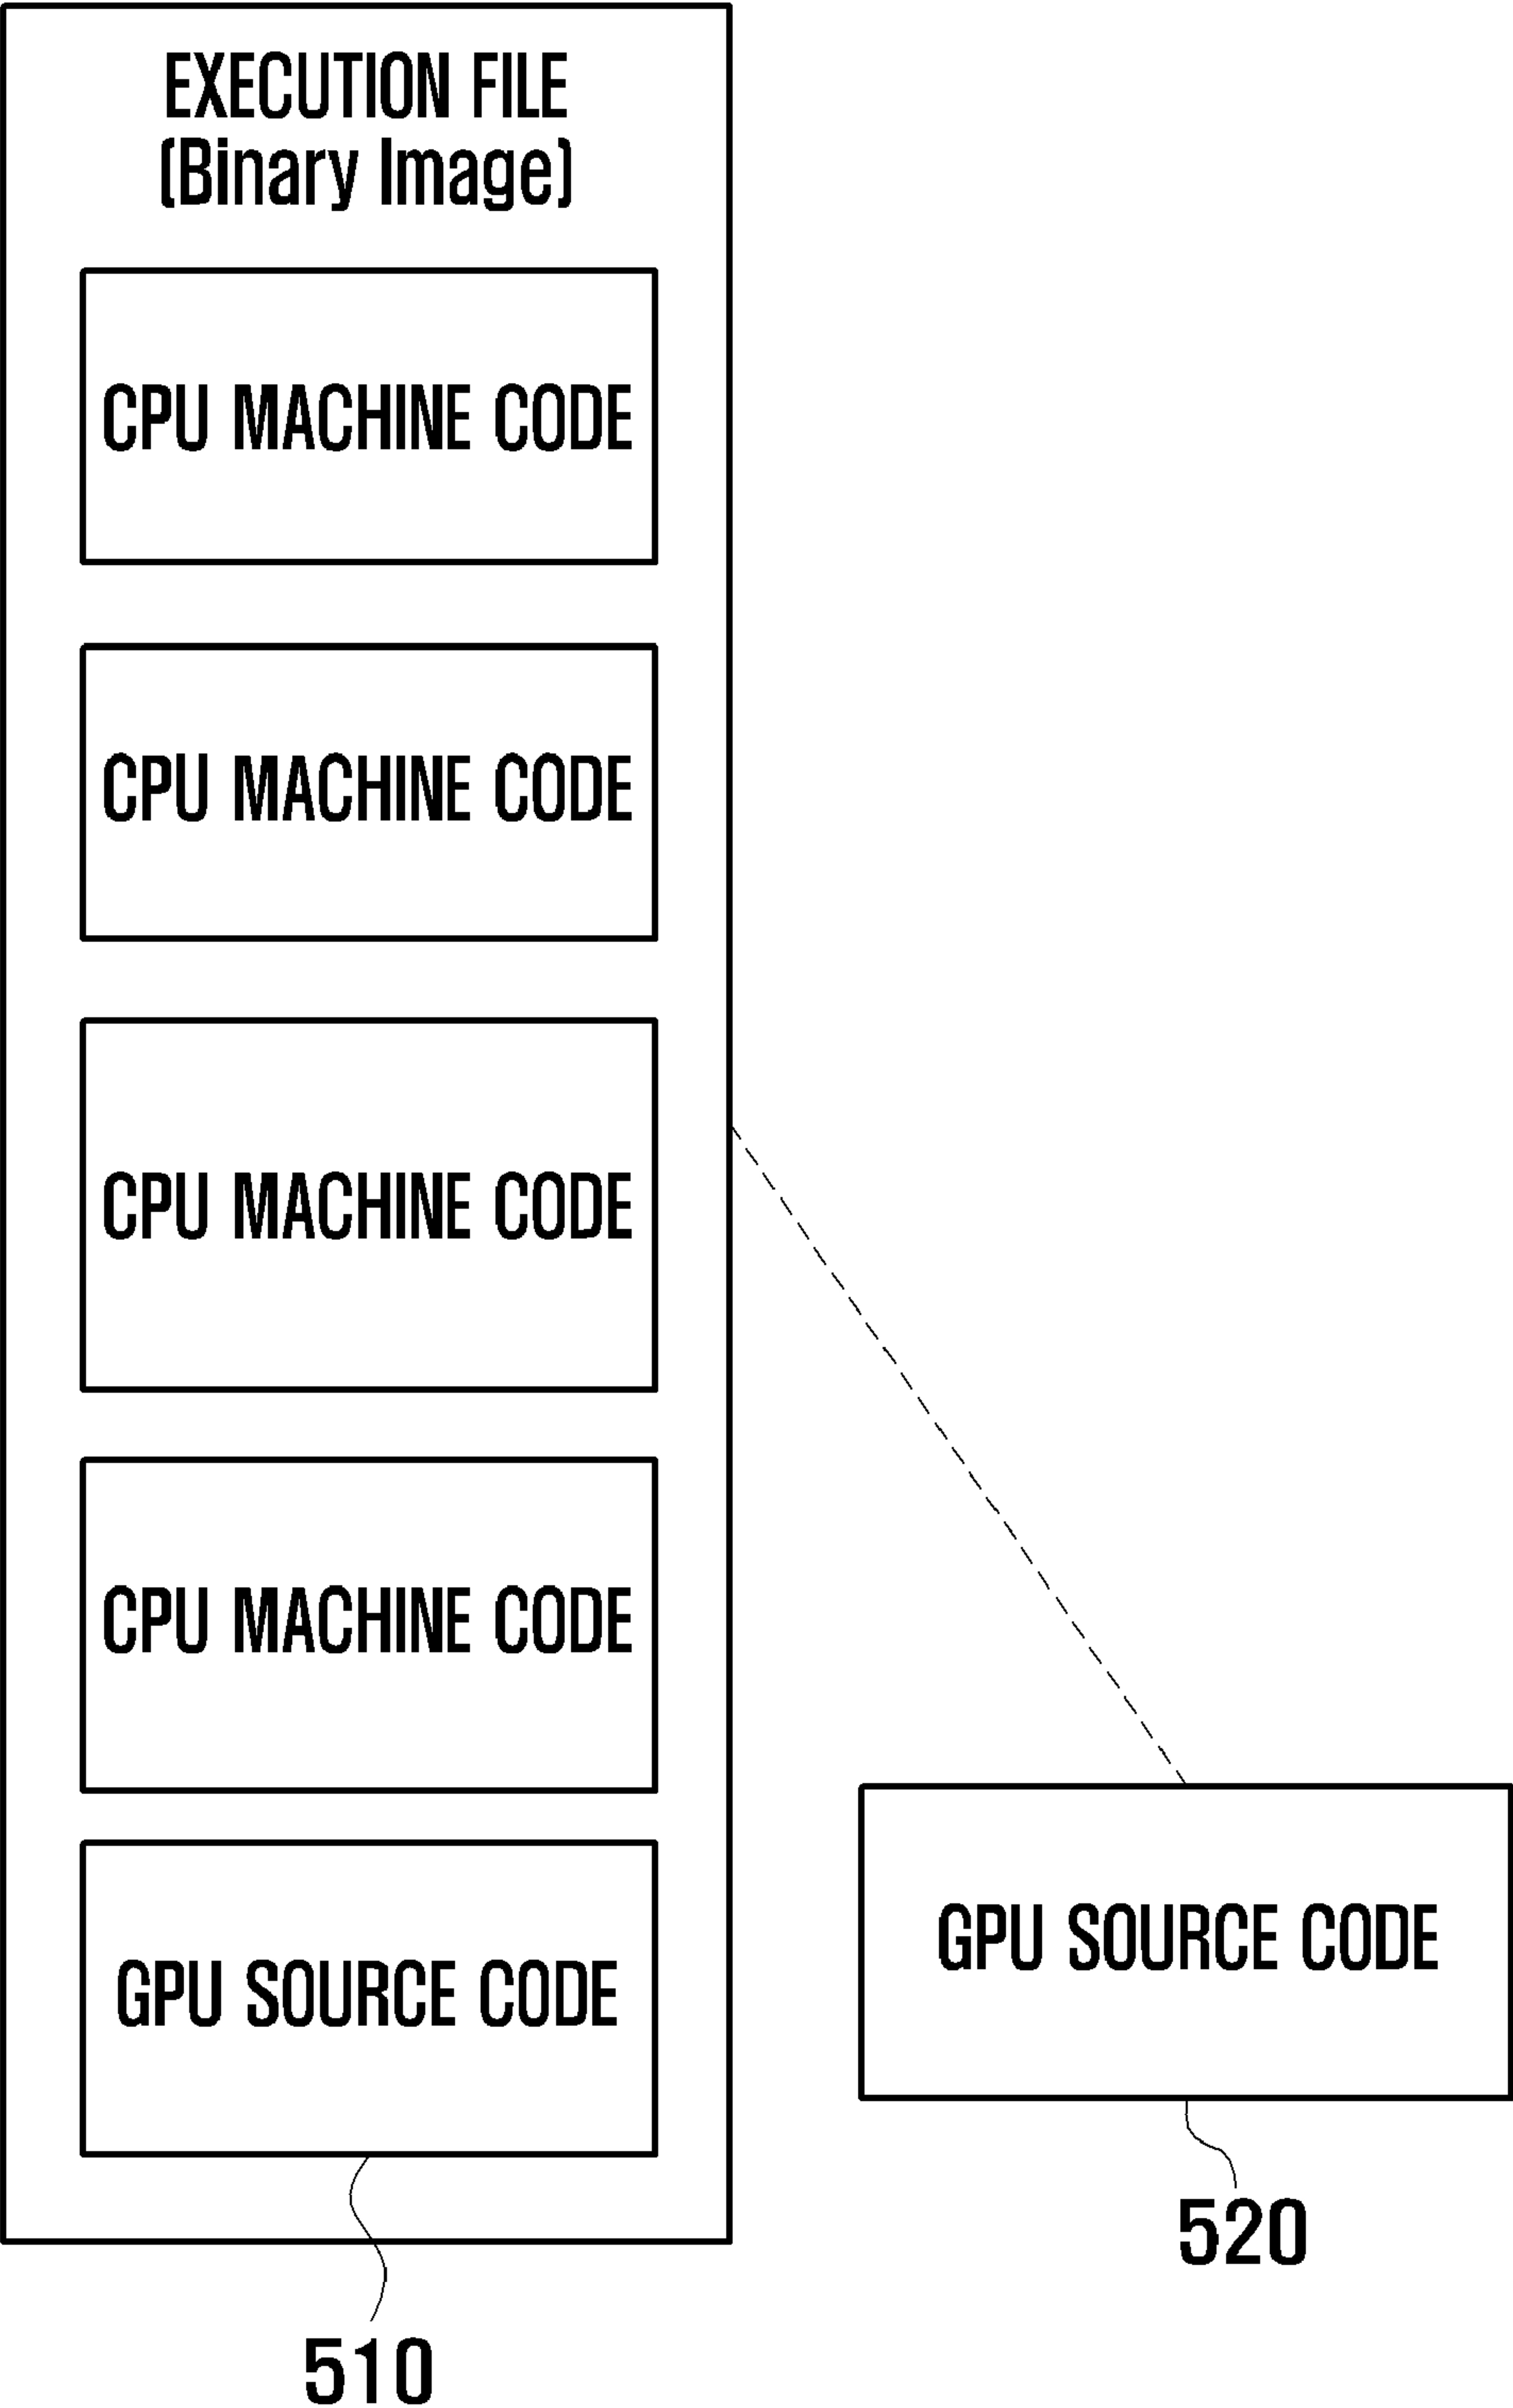 EXECUTION FILE
(Binary Image)
CPU MACHINE CODE
CPU MACHINE CODE
CPU MACHINE CODE
CPU MACHINE CODE
GPU SOURCE CODE
510
GPU SOURCE CODE
520